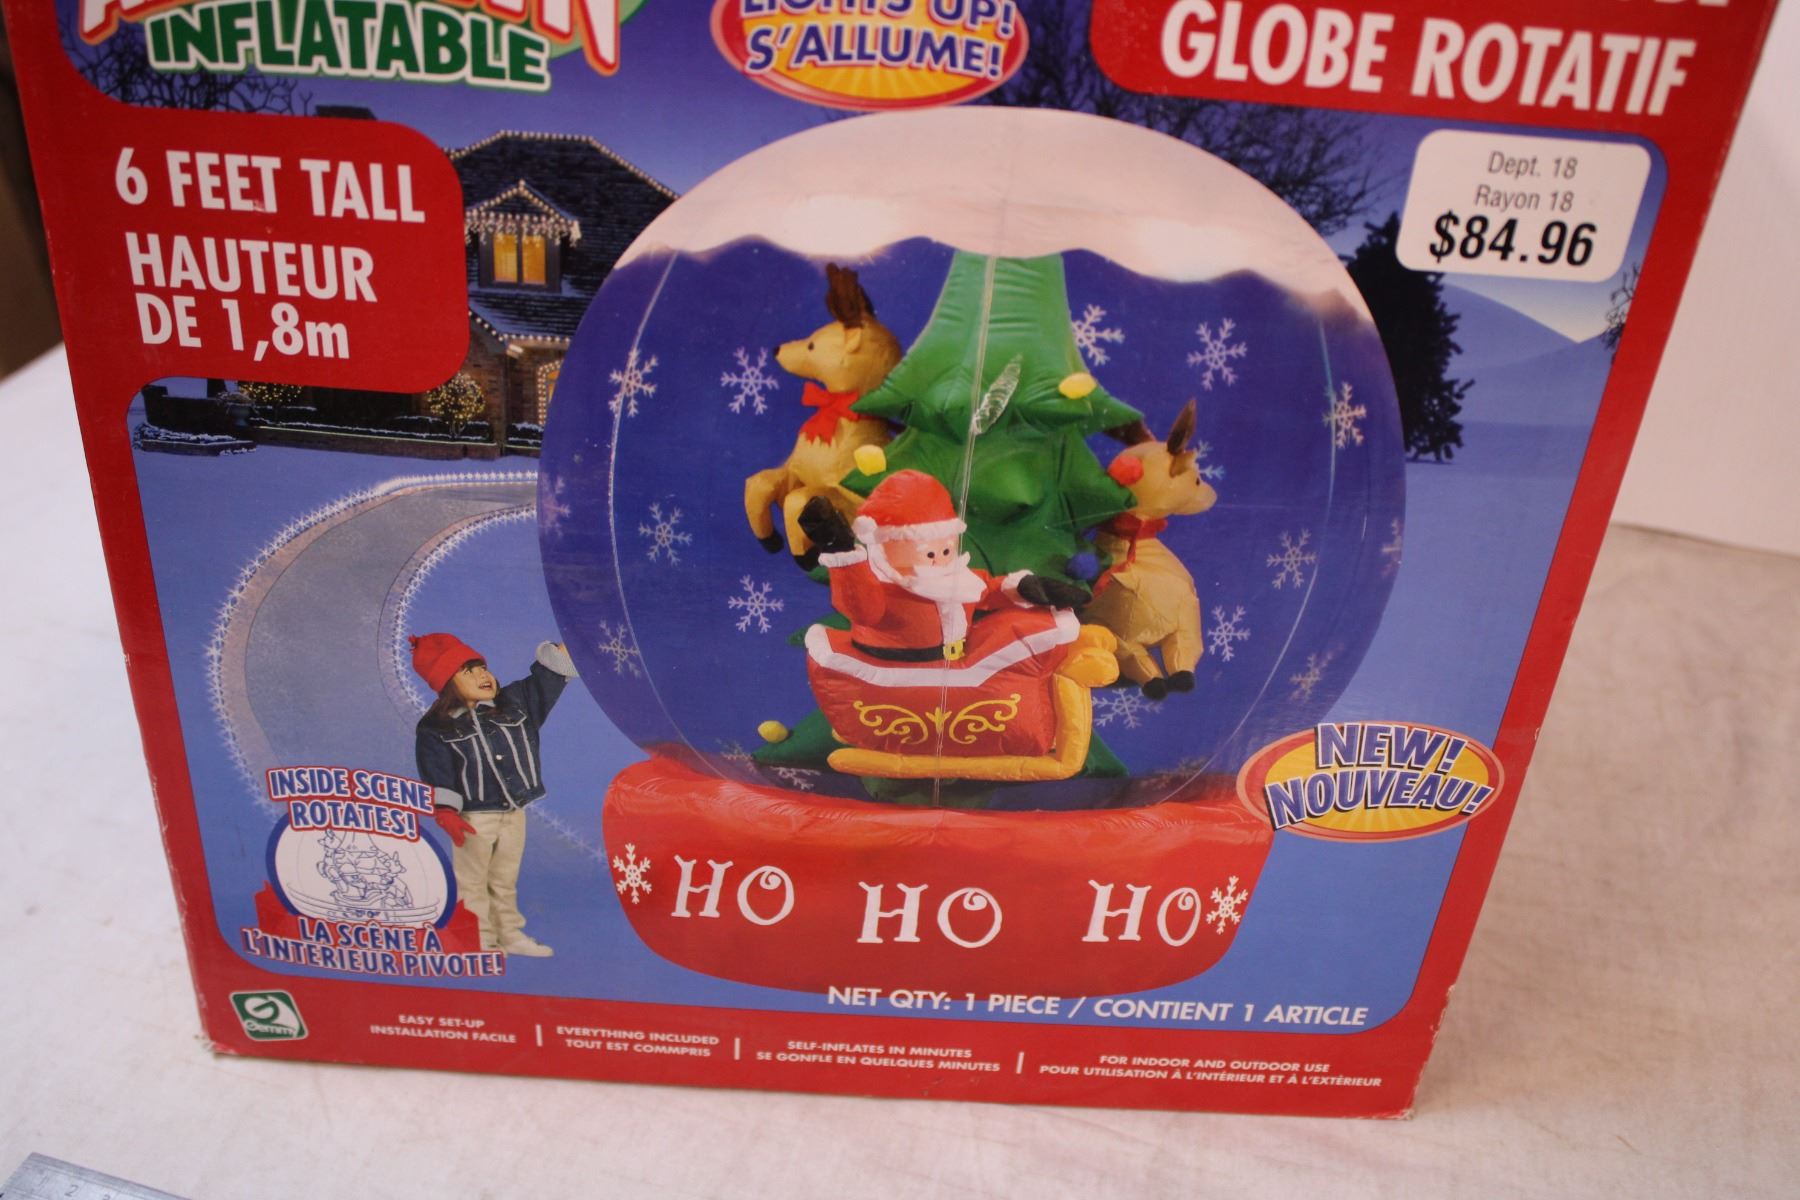 INFLATABLE
LIGHTS UP!
S'ALLUME!
GLOBE ROTATIF
6 FEET TALL
HAUTEUR
DE 1,8m
Dept. 18
Rayon 18
$84.96
NEW!
NOUVEAU!
INSIDE SCENE
ROTATES!
LA SCÊNE À
L'INTÉRIEUR PIVOTE!
HO HO HO
NET QTY: 1 PIECE / CONTIENT 1 ARTICLE
Gemmy
EASY SET-UP
INSTALLATION FACILE
EVERYTHING INCLUDED
TOUT EST COMMPRIS
SELF-INFLATES IN MINUTES
SE GONFLE EN QUELQUES MINUTES
FOR INDOOR AND OUTDOOR USE
POUR UTILISATION À L'INTÉRIEUR ET À L'EXTÉRIEUR